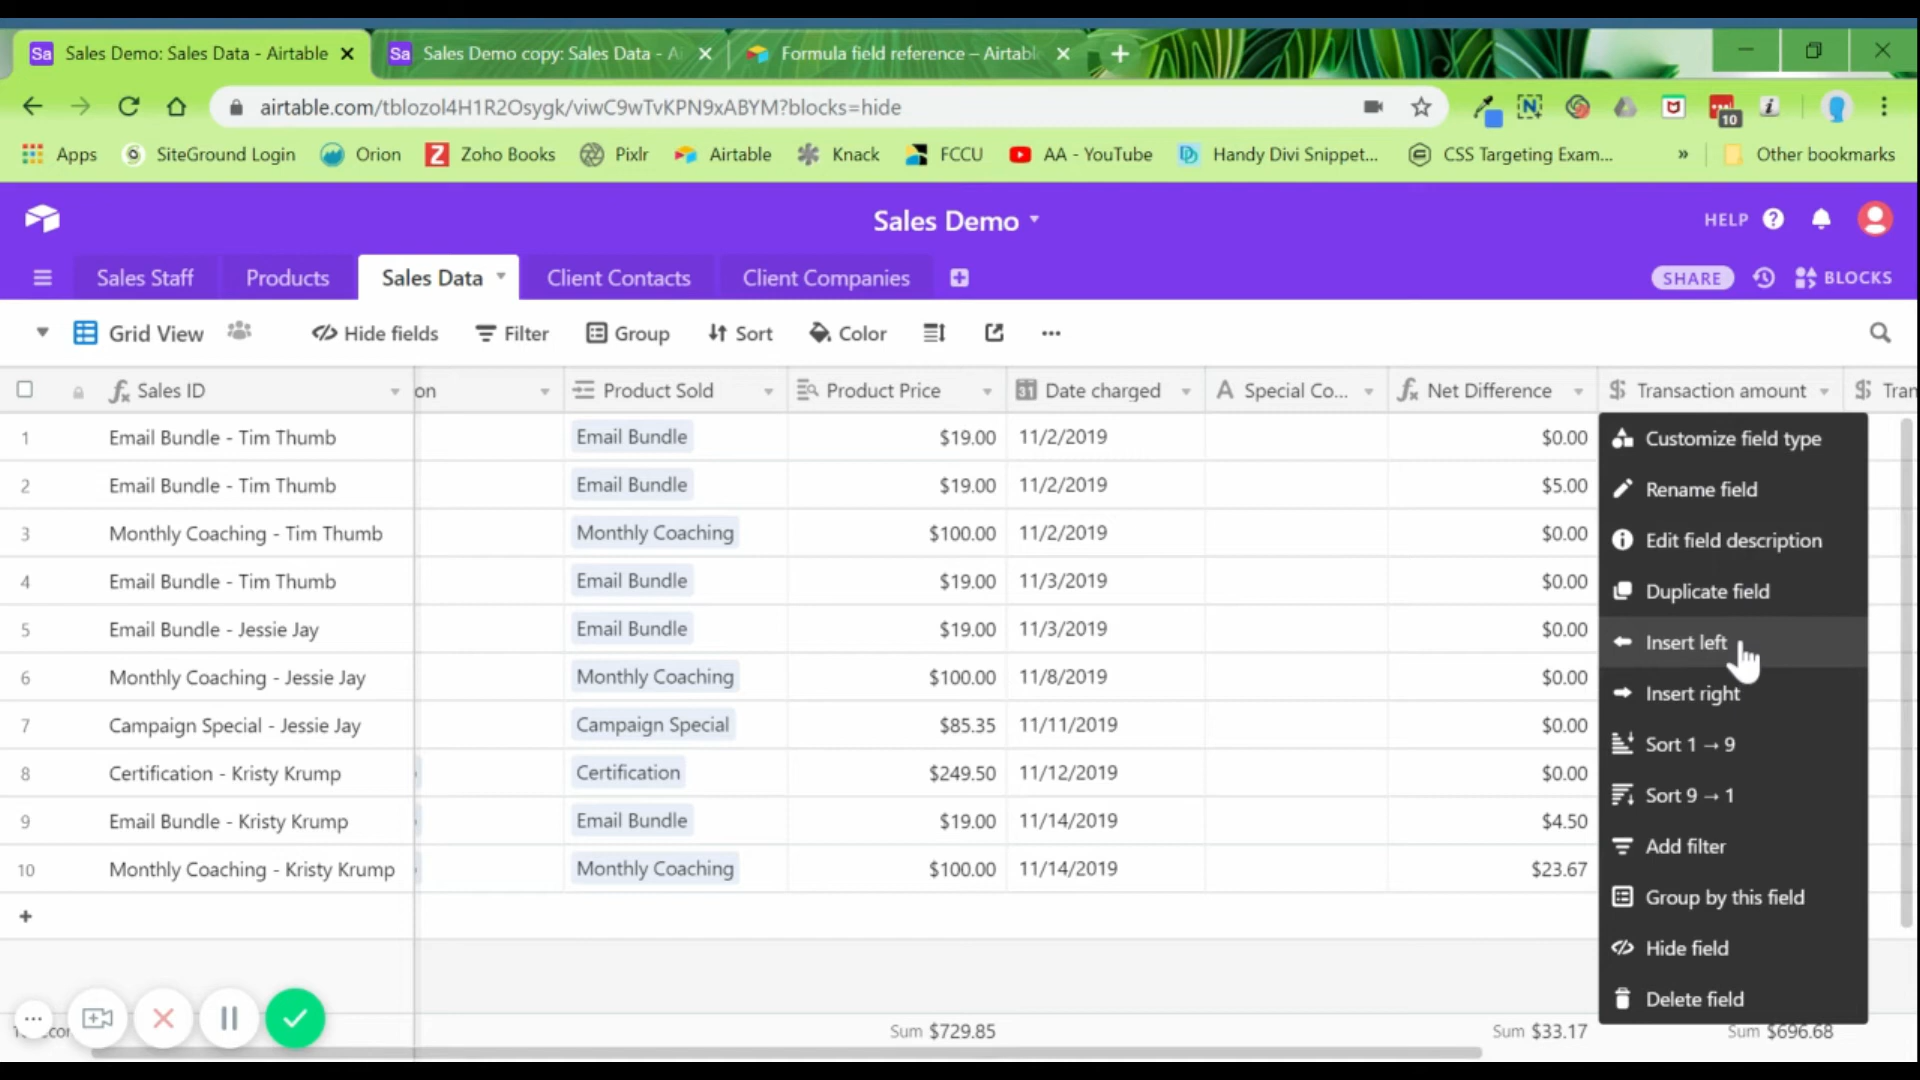 Sa Sales Demo: Sales Data - Airtable
Sa Sales Demo copy: Sales Data - Ai
Formula field reference – Airtabl
airtable.com/tblozol4H1R2Osygk/viwC9wTvKPN9xABYM?blocks=hide
10
Apps SiteGround Login Orion Zoho Books Pixlr Airtable Knack FCCU AA - YouTube Handy Divi Snippet... CSS Targeting Exam... » Other bookmarks
Sales Demo
HELP ?
Sales Staff Products Sales Data Client Contacts Client Companies
SHARE BLOCKS
Grid View Hide fields Filter Group Sort Color ...
Sales ID on Product Sold Product Price 31 Date charged A Special Co... Net Difference $ Transaction amount $ Tran
1 Email Bundle - Tim Thumb Email Bundle $19.00 11/2/2019 $0.00
2 Email Bundle - Tim Thumb Email Bundle $19.00 11/2/2019 $5.00
3 Monthly Coaching - Tim Thumb Monthly Coaching $100.00 11/2/2019 $0.00
4 Email Bundle - Tim Thumb Email Bundle $19.00 11/3/2019 $0.00
5 Email Bundle - Jessie Jay Email Bundle $19.00 11/3/2019 $0.00
6 Monthly Coaching - Jessie Jay Monthly Coaching $100.00 11/8/2019 $0.00
7 Campaign Special - Jessie Jay Campaign Special $85.35 11/11/2019 $0.00
8 Certification - Kristy Krump Certification $249.50 11/12/2019 $0.00
9 Email Bundle - Kristy Krump Email Bundle $19.00 11/14/2019 $4.50
10 Monthly Coaching - Kristy Krump Monthly Coaching $100.00 11/14/2019 $23.67
+
Customize field type
Rename field
Edit field description
Duplicate field
Insert left
Insert right
Sort 1 → 9
Sort 9 → 1
Add filter
Group by this field
Hide field
Delete field
Sum $729.85 Sum $33.17 Sum $696.68